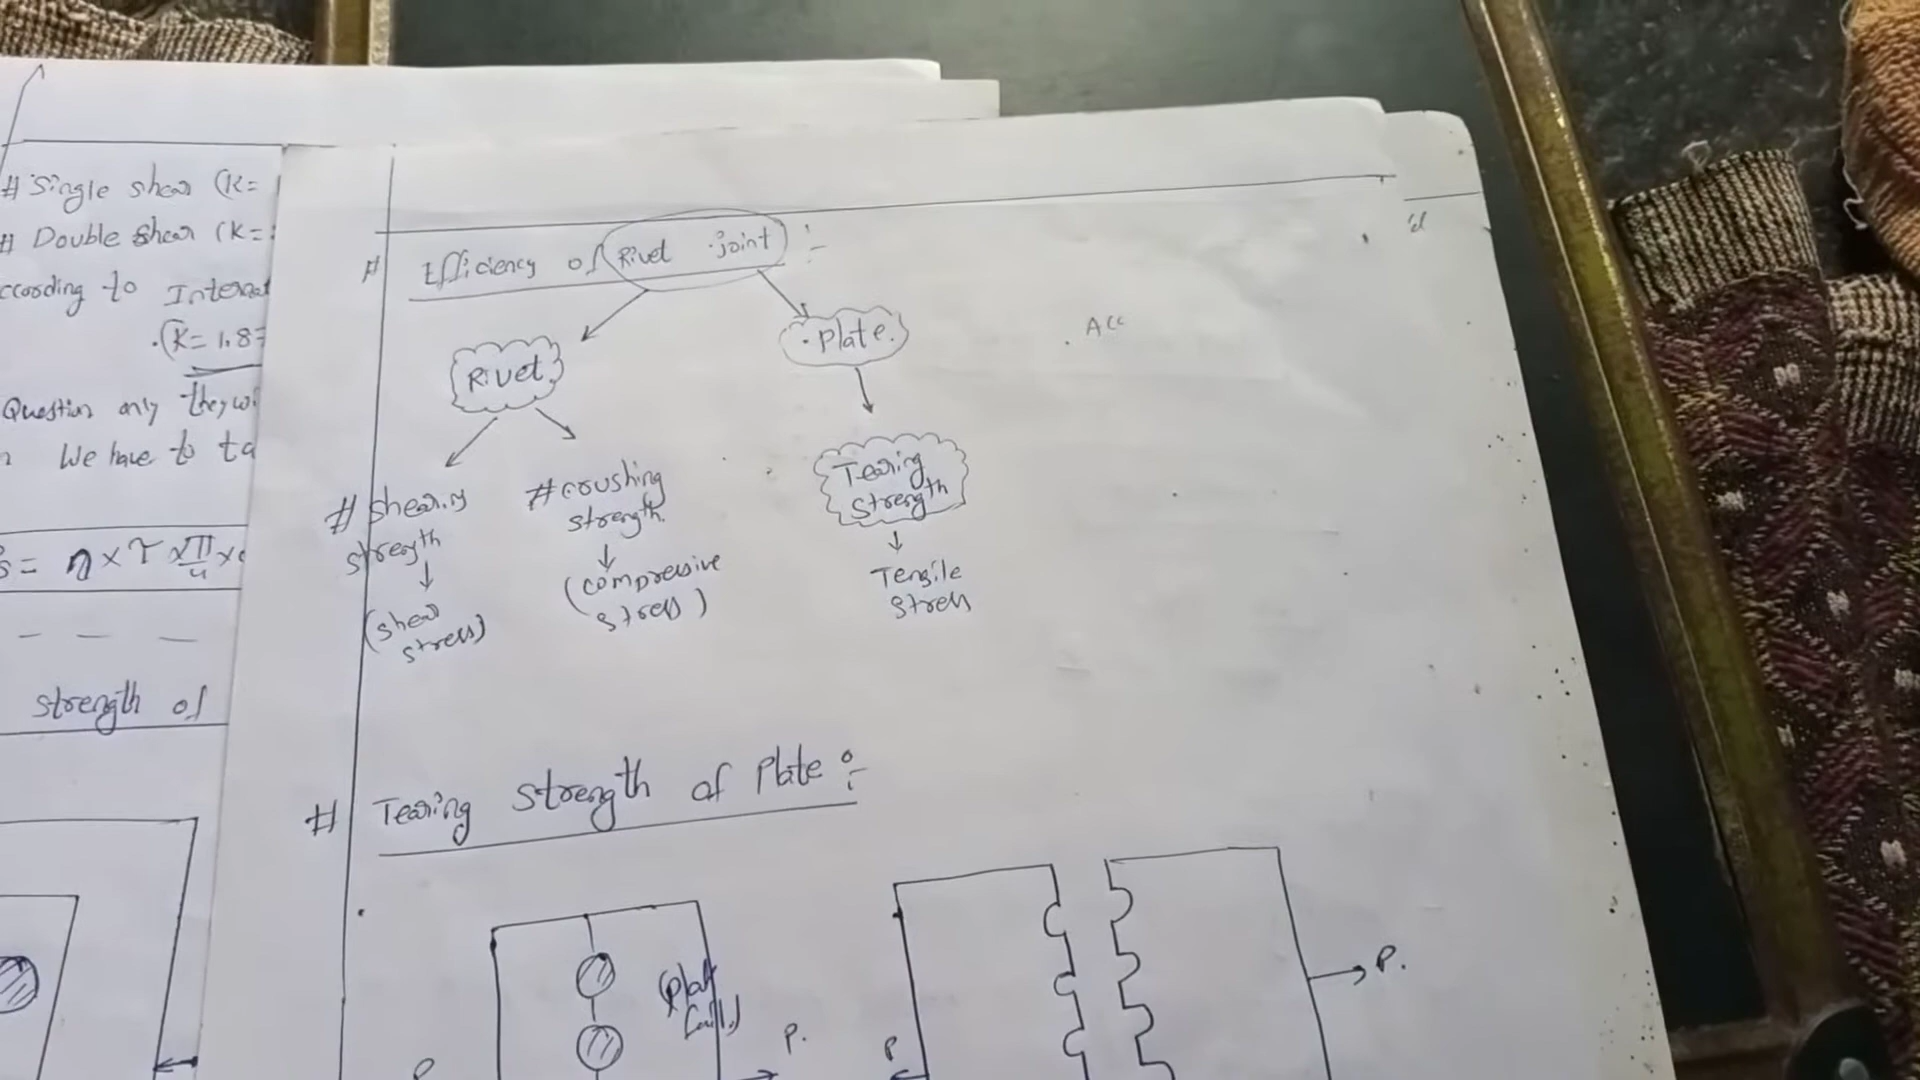 # Single shear (K=
# Double shear (K=
ccording to Internat
(K= 1.87
Question only they wi
We have to ta
= n × τ × π/4 ×
strength of
# Efficiency of Rivet joint :-
Rivet
Plate.
Acc
# shearing
strength
(shear
stress)
# crushing
strength.
(compressive
stress)
Tearing
Strength
Tensile
stress
# Tearing strength of Plate :-
(plate
fail.)
P.
P
P
P.